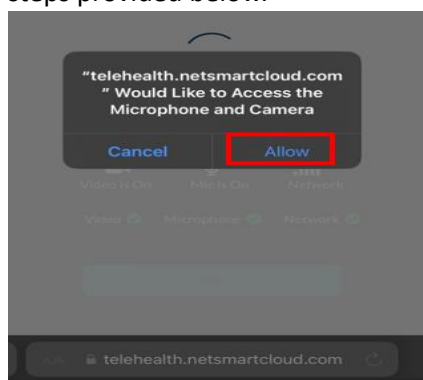 steps provided below.
"telehealth.netsmartcloud.com
" Would Like to Access the
Microphone and Camera
Cancel Allow
Video is On Mic is On Network
Video Microphone Network
telehealth.netsmartcloud.com